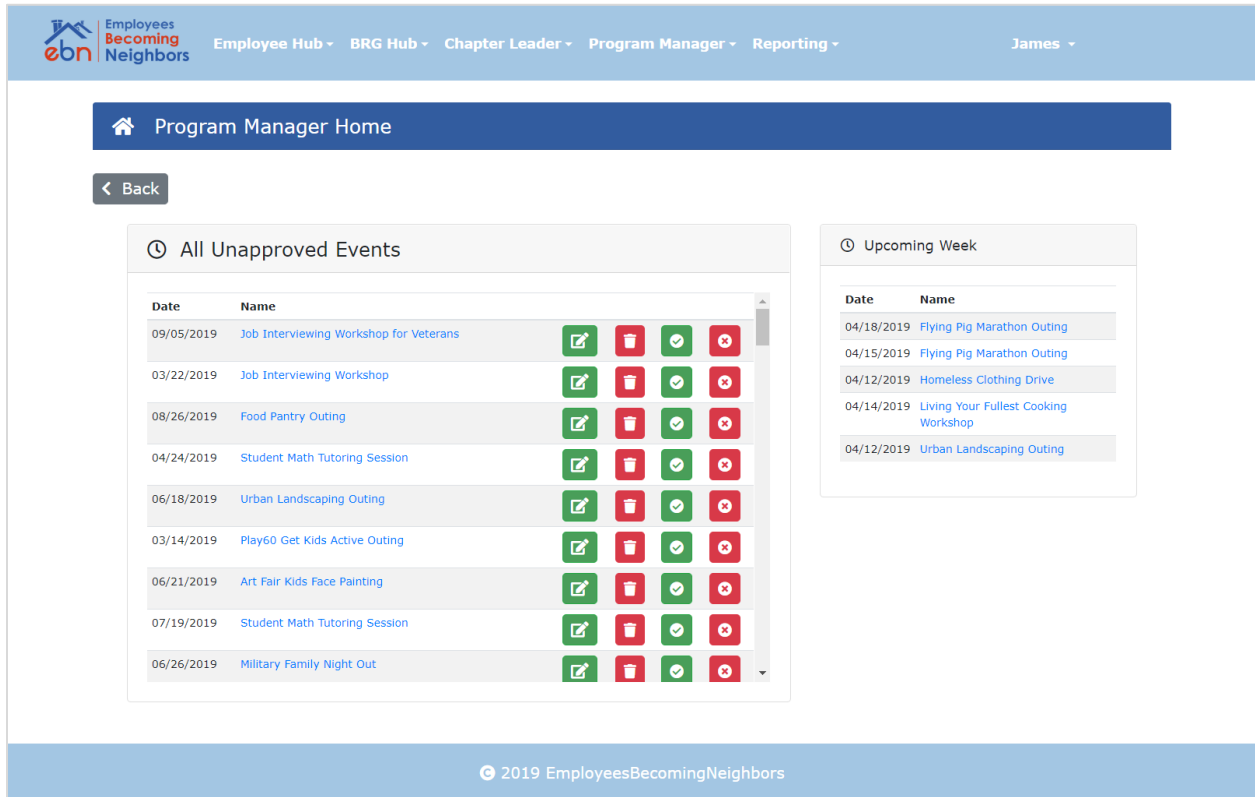 Employees
Becoming
ebn Neighbors
Employee Hub BRG Hub Chapter Leader Program Manager Reporting James
Program Manager Home
Back
All Unapproved Events
Date Name
09/05/2019 Job Interviewing Workshop for Veterans
03/22/2019 Job Interviewing Workshop
08/26/2019 Food Pantry Outing
04/24/2019 Student Math Tutoring Session
06/18/2019 Urban Landscaping Outing
03/14/2019 Play60 Get Kids Active Outing
06/21/2019 Art Fair Kids Face Painting
07/19/2019 Student Math Tutoring Session
06/26/2019 Military Family Night Out
Upcoming Week
Date Name
04/18/2019 Flying Pig Marathon Outing
04/15/2019 Flying Pig Marathon Outing
04/12/2019 Homeless Clothing Drive
04/14/2019 Living Your Fullest Cooking
Workshop
04/12/2019 Urban Landscaping Outing
© 2019 EmployeesBecomingNeighbors